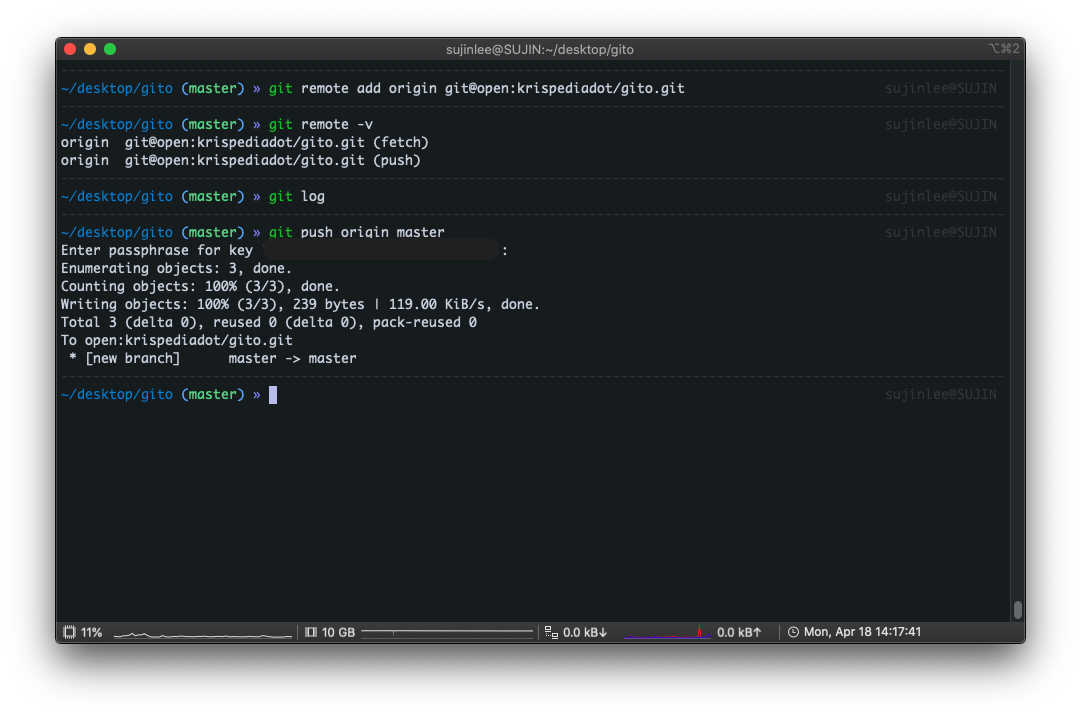 sujinlee@SUJIN:~/desktop/gito ⌥⌘2
~/desktop/gito (master) » git remote add origin git@open:krispediadot/gito.git sujinlee@SUJIN
~/desktop/gito (master) » git remote -v sujinlee@SUJIN
origin git@open:krispediadot/gito.git (fetch)
origin git@open:krispediadot/gito.git (push)
~/desktop/gito (master) » git log sujinlee@SUJIN
~/desktop/gito (master) » git push origin master sujinlee@SUJIN
Enter passphrase for key :
Enumerating objects: 3, done.
Counting objects: 100% (3/3), done.
Writing objects: 100% (3/3), 239 bytes | 119.00 KiB/s, done.
Total 3 (delta 0), reused 0 (delta 0), pack-reused 0
To open:krispediadot/gito.git
* [new branch] master -> master
~/desktop/gito (master) » sujinlee@SUJIN
11% 10 GB 0.0 kB↓ 0.0 kB↑ Mon, Apr 18 14:17:41